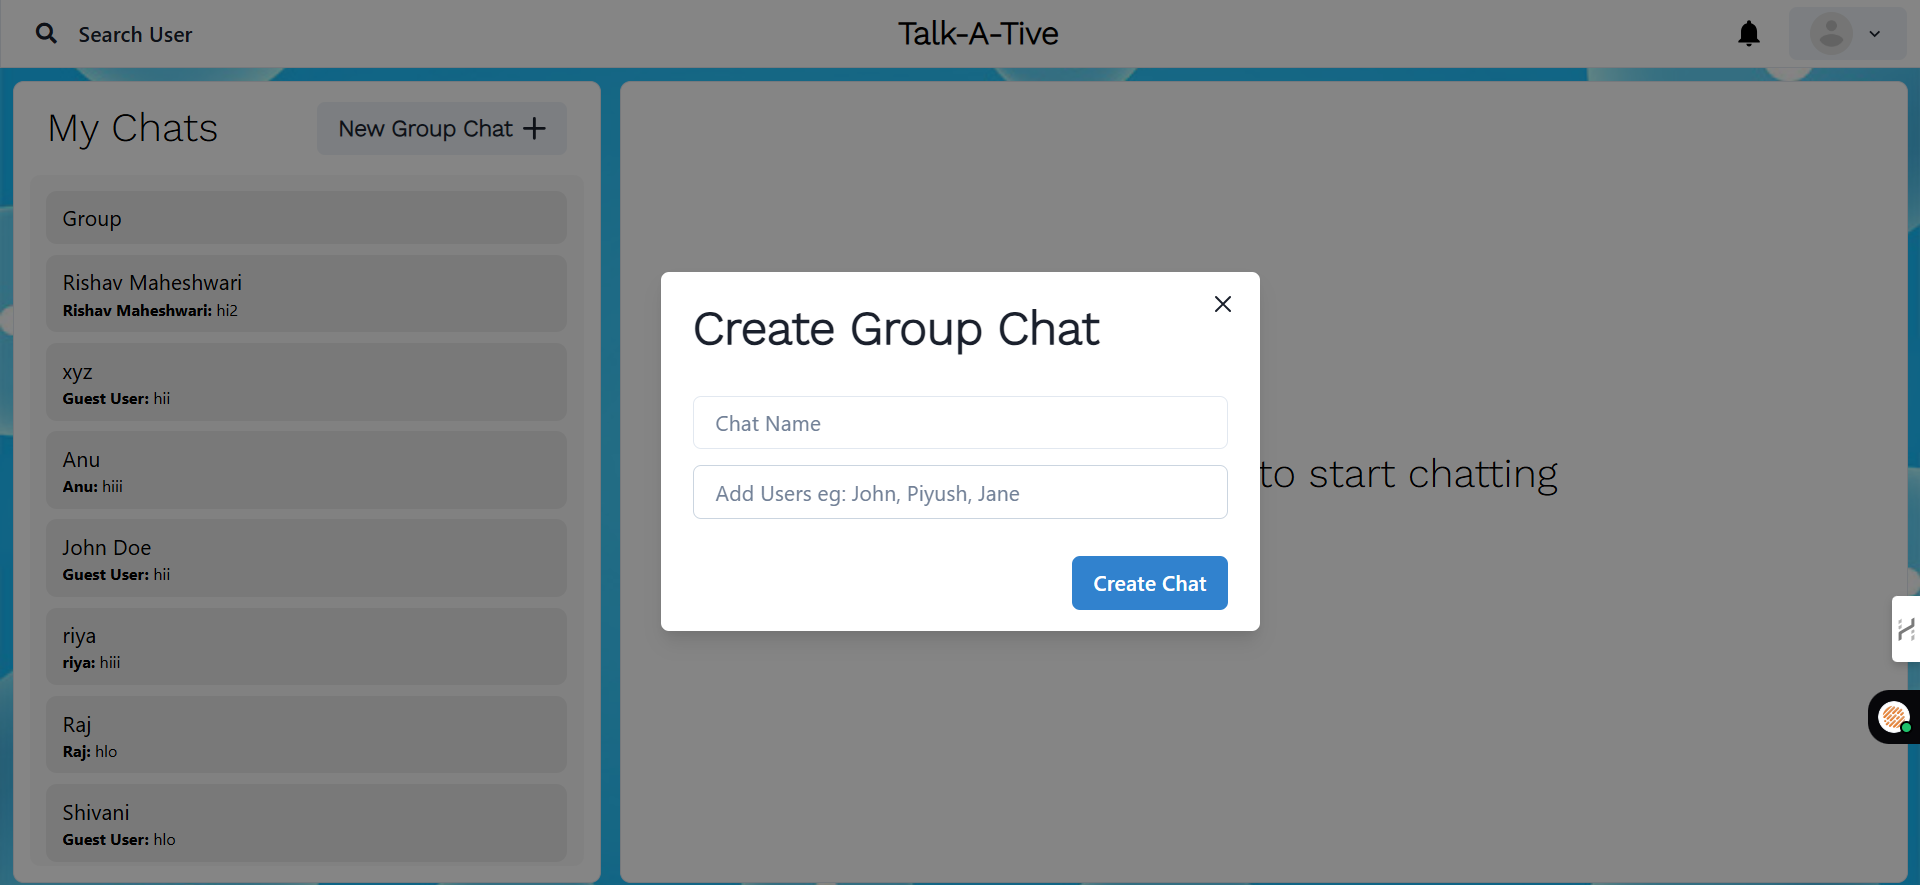 Search User
Talk-A-Tive
My Chats
New Group Chat
Group
Rishav Maheshwari
Rishav Maheshwari: hi2
xyz
Guest User: hii
Anu
Anu: hiii
John Doe
Guest User: hii
riya
riya: hiii
Raj
Raj: hlo
Shivani
Guest User: hlo
Create Group Chat
Chat Name
Add Users eg: John, Piyush, Jane
Create Chat
to start chatting